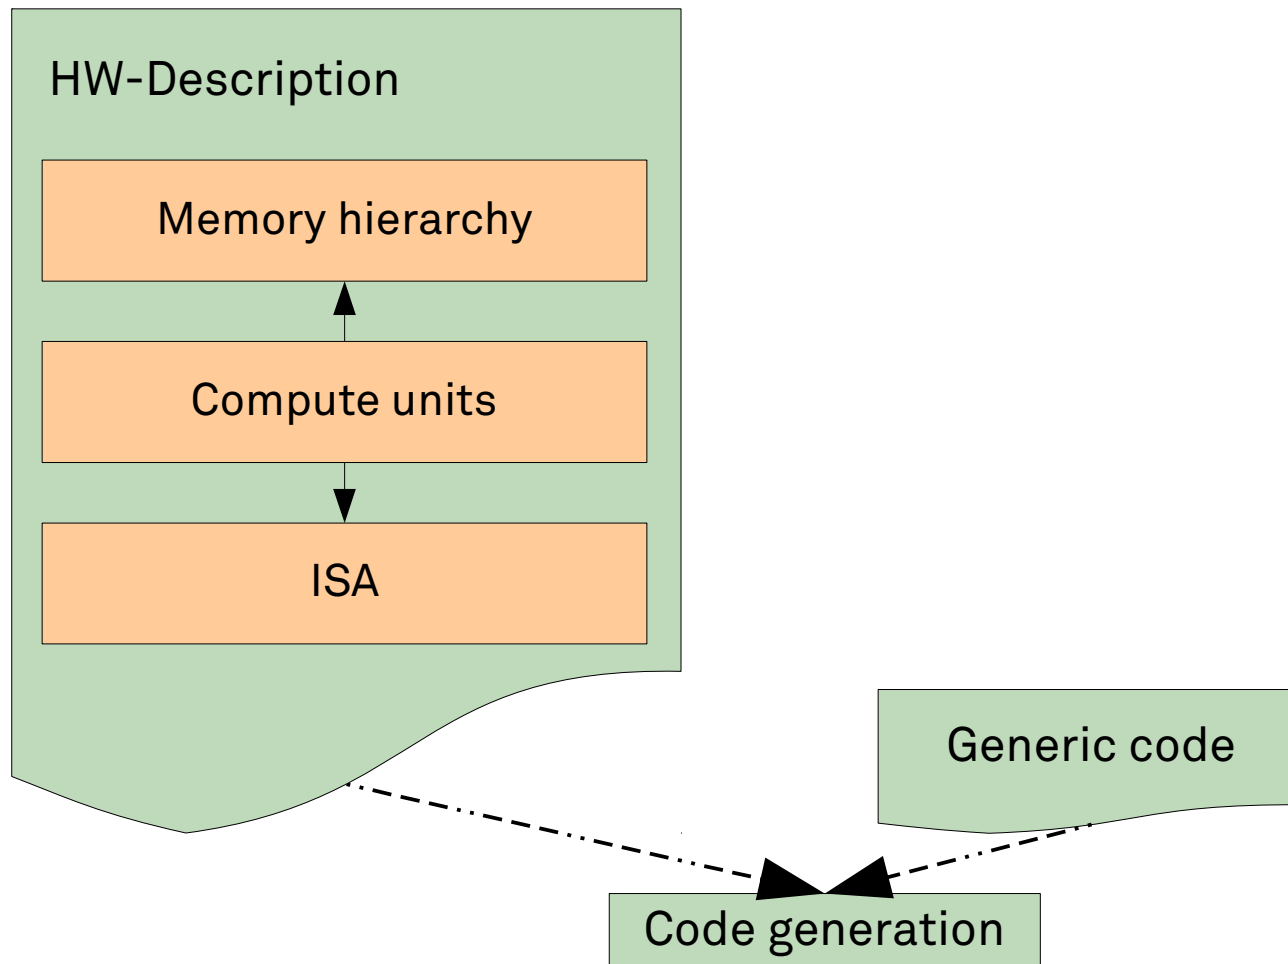 HW-Description
Memory hierarchy
Compute units
ISA
Generic code
Code generation